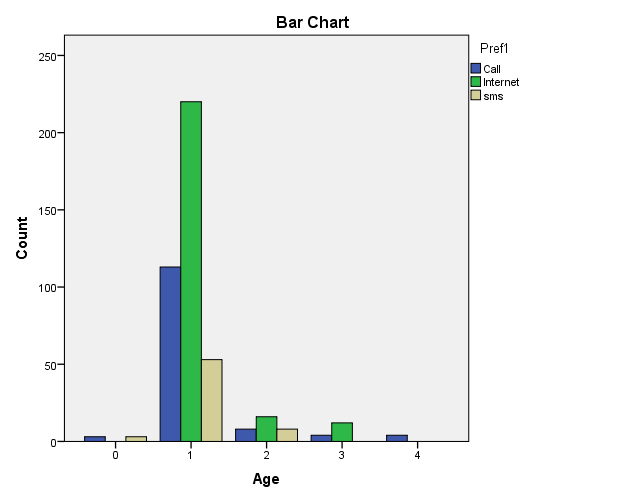 Bar Chart
Pref1
Call
Internet
sms
250
200
150
100
50
0
Count
0 1 2 3 4
Age